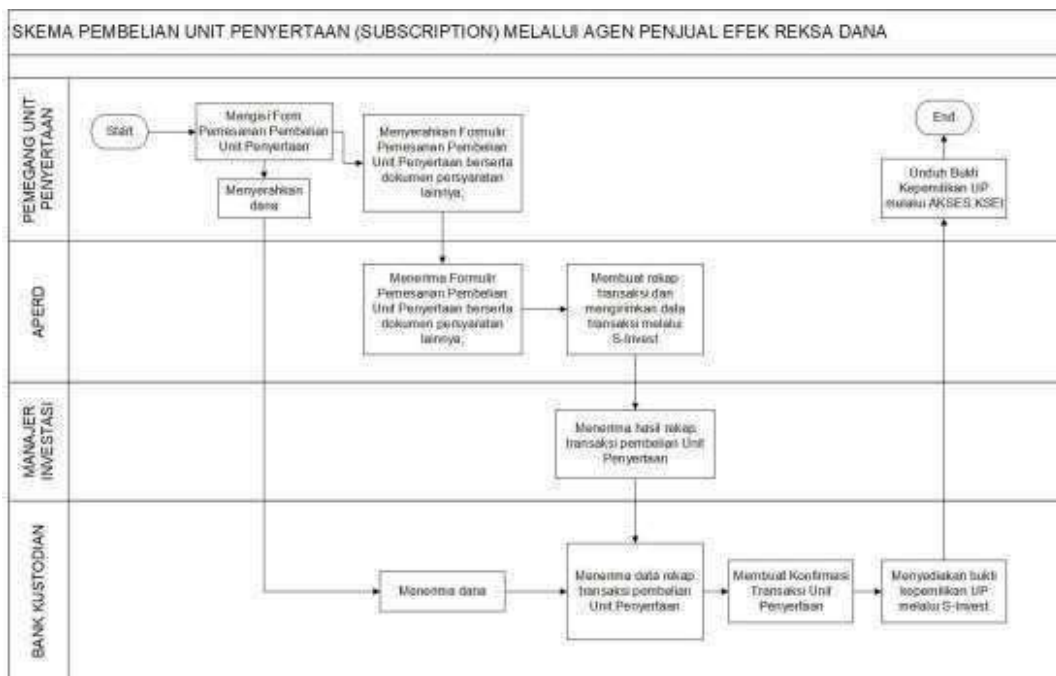 SKEMA PEMBELIAN UNIT PENYERTAAN (SUBSCRIPTION) MELALUI AGEN PENJUAL EFEK REKSA DANA
PEMEGANG UNIT
PENYERTAAN
Start
Mengisi Form
Pemesanan Pembelian
Unit Penyertaan
Menyerahkan
dana
Menyerahkan Formulir
Pemesanan Pembelian
Unit Penyertaan berserta
dokumen persyaratan
lainnya;
End
Unduh Bukti
Kepemilikan UP
melalui AKSES KSEI
APERD
Menerima Formulir
Pemesanan Pembelian
Unit Penyertaan berserta
dokumen persyaratan
lainnya;
Membuat rekap
transaksi dan
mengirimkan data
transaksi melalui
S-Invest
MANAJER
INVESTASI
Menerima hasil rekap
transaksi pembelian Unit
Penyertaan
BANK KUSTODIAN
Menerima dana
Menerima data rekap
transaksi pembelian
Unit Penyertaan
Membuat Konfirmasi
Transaksi Unit
Penyertaan
Menyediakan bukti
kepemilikan UP
melalui S-Invest